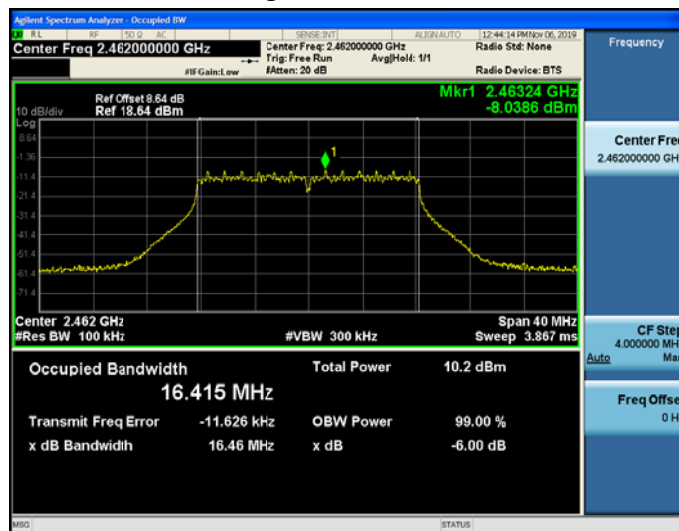 Agilent Spectrum Analyzer - Occupied BW
RL RF 50 Ω AC SENSE:INT ALIGN AUTO 12:44:14 PM Nov 06, 2019
Center Freq 2.462000000 GHz Center Freq: 2.462000000 GHz Radio Std: None Frequency
Trig: Free Run Avg|Hold: 1/1
#IFGain:Low #Atten: 20 dB Radio Device: BTS
Ref Offset 8.64 dB Mkr1 2.46324 GHz
10 dB/div Ref 18.64 dBm -8.0386 dBm
Log
8.64
-1.36
-11.4
-21.4
-31.4
-41.4
-51.4
-61.4
-71.4
1
Center Fre
2.462000000 GH
Center 2.462 GHz Span 40 MHz
#Res BW 100 kHz #VBW 300 kHz Sweep 3.867 ms
CF Step
4.000000 MH
Auto Ma
Occupied Bandwidth Total Power 10.2 dBm
16.415 MHz
Transmit Freq Error -11.626 kHz OBW Power 99.00 %
x dB Bandwidth 16.46 MHz x dB -6.00 dB
Freq Offse
0 H
MSG STATUS